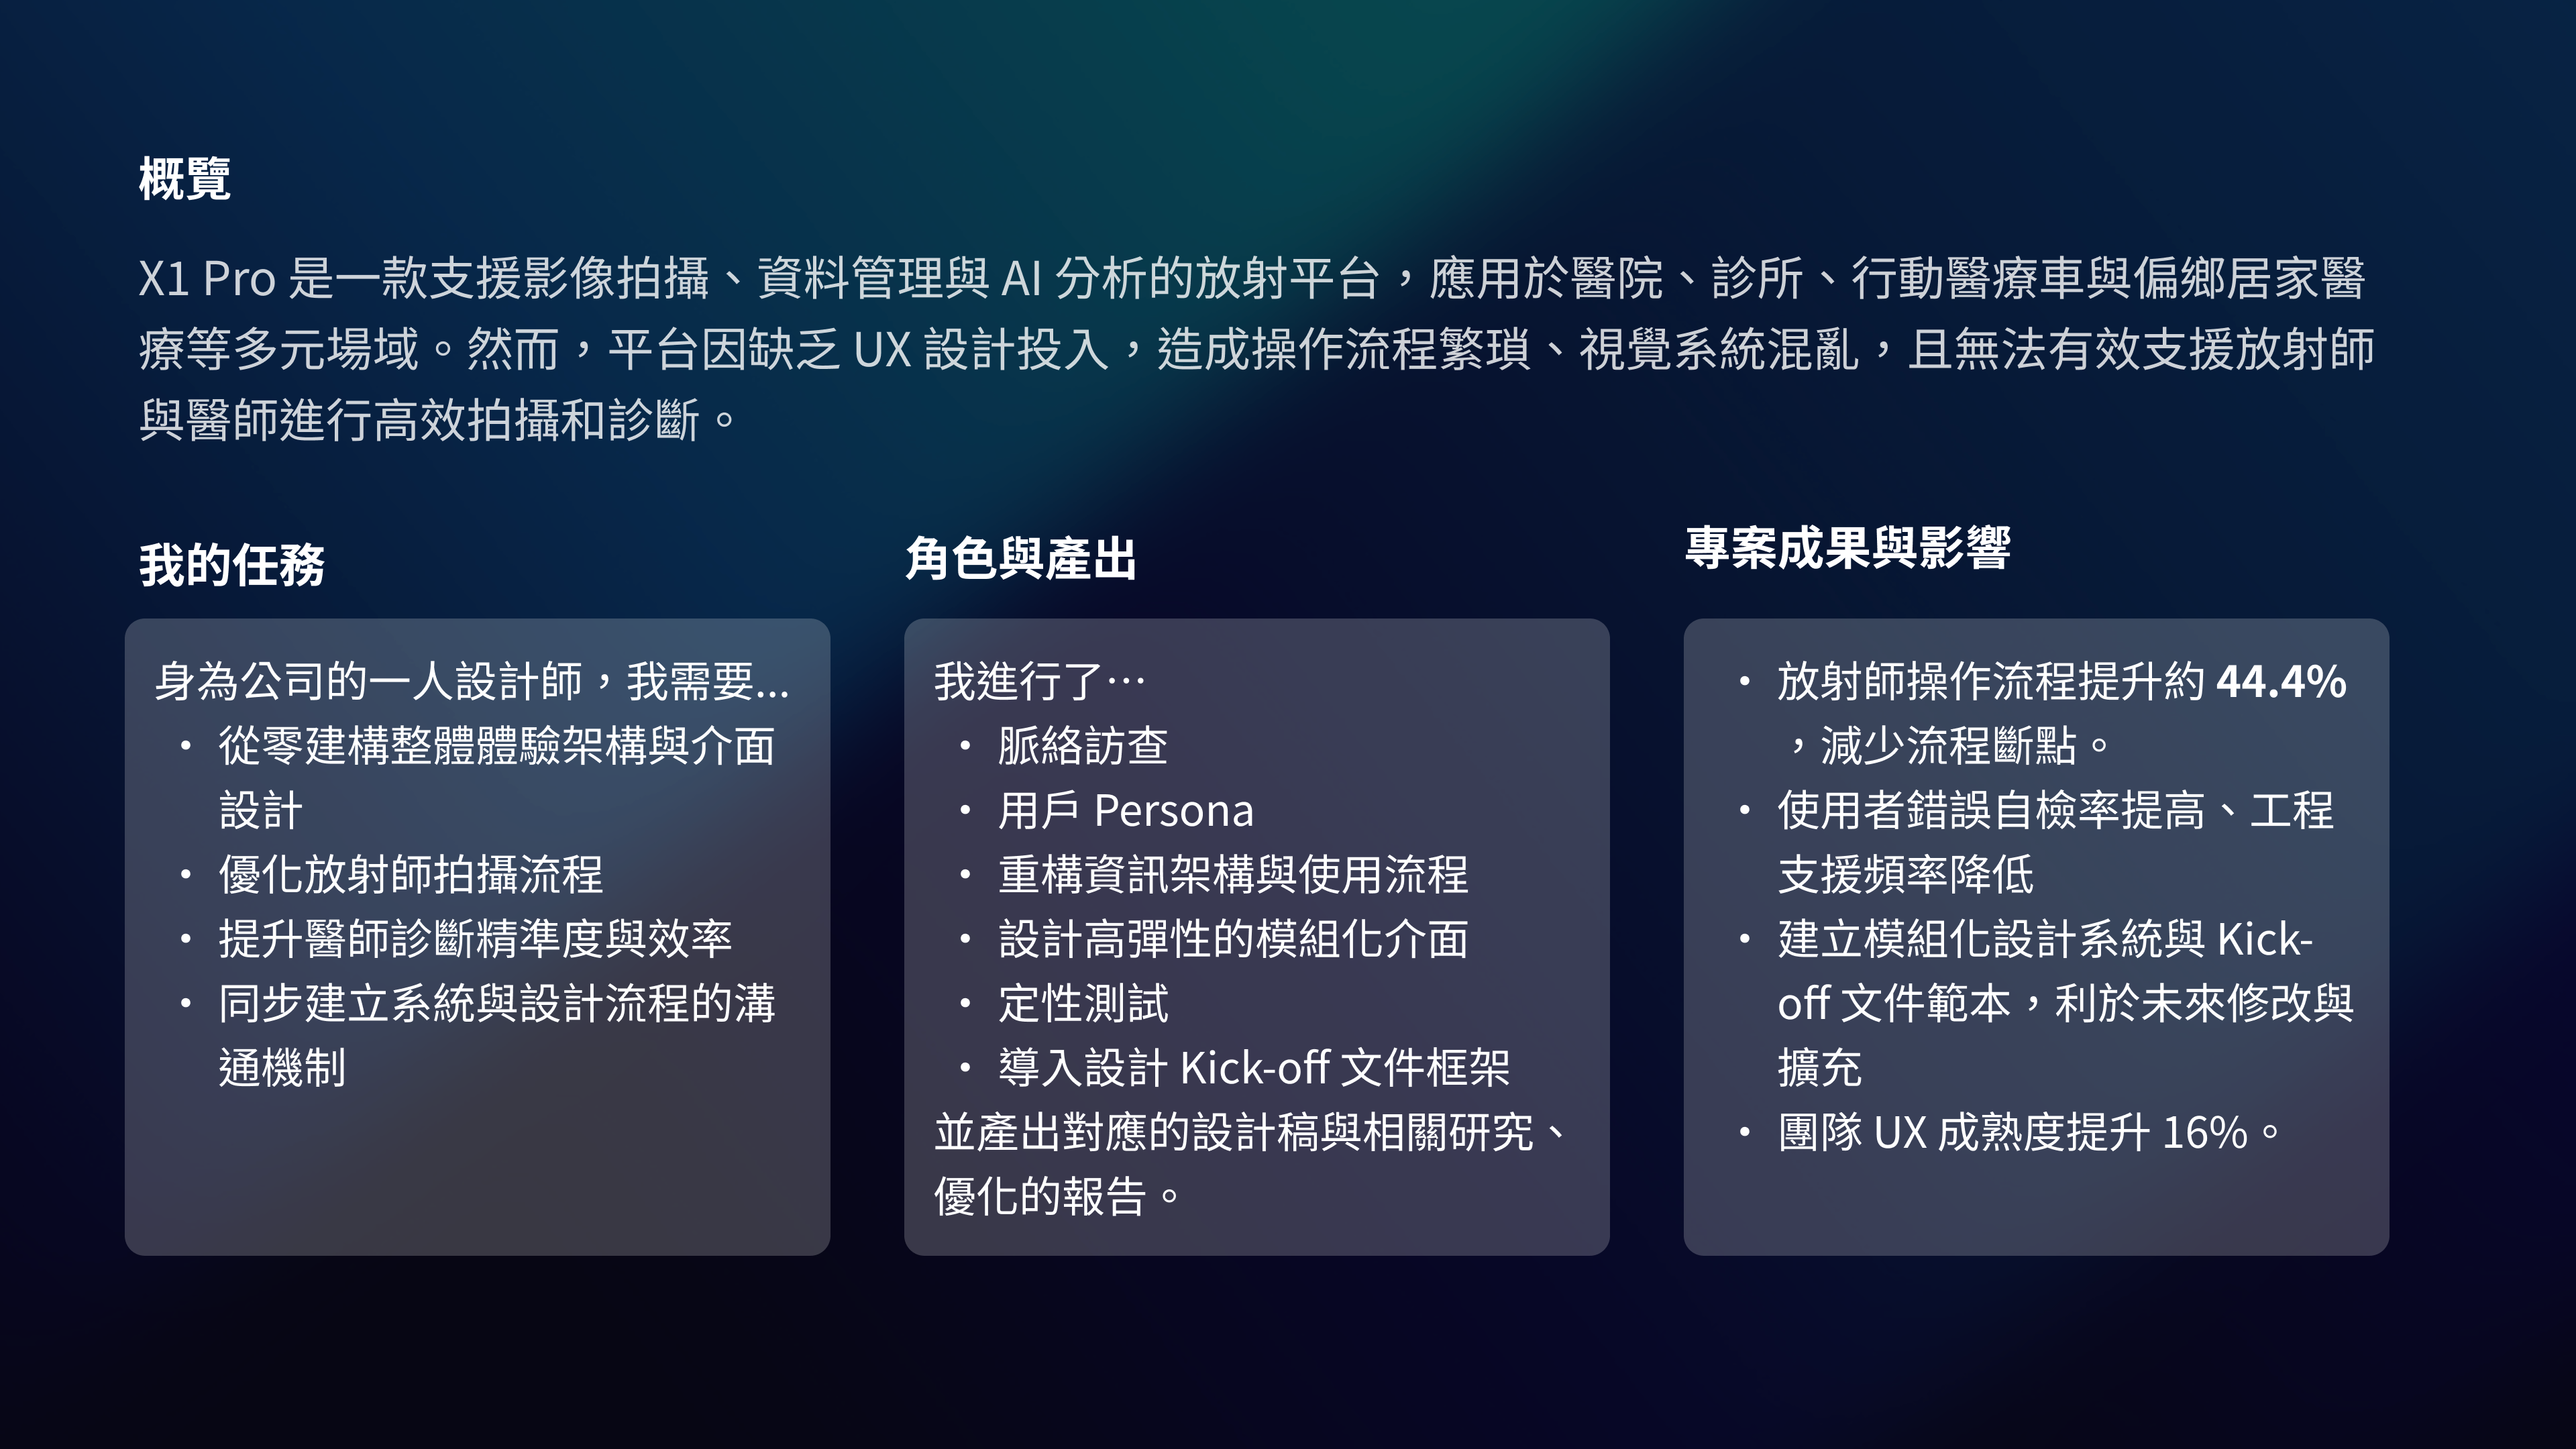 概覽
X1 Pro 是一款支援影像拍攝、資料管理與 AI 分析的放射平台，應用於醫院、診所、行動醫療車與偏鄉居家醫
療等多元場域。然而，平台因缺乏 UX 設計投入，造成操作流程繁瑣、視覺系統混亂，且無法有效支援放射師
與醫師進行高效拍攝和診斷。
我的任務
身為公司的一人設計師，我需要...
• 從零建構整體體驗架構與介面
設計
• 優化放射師拍攝流程
• 提升醫師診斷精準度與效率
• 同步建立系統與設計流程的溝
通機制
角色與產出
我進行了…
• 脈絡訪查
• 用戶 Persona
• 重構資訊架構與使用流程
• 設計高彈性的模組化介面
• 定性測試
• 導入設計 Kick-off 文件框架
並產出對應的設計稿與相關研究、
優化的報告。
專案成果與影響
• 放射師操作流程提升約 44.4%
，減少流程斷點。
• 使用者錯誤自檢率提高、工程
支援頻率降低
• 建立模組化設計系統與 Kick-
off 文件範本，利於未來修改與
擴充
• 團隊 UX 成熟度提升 16%。